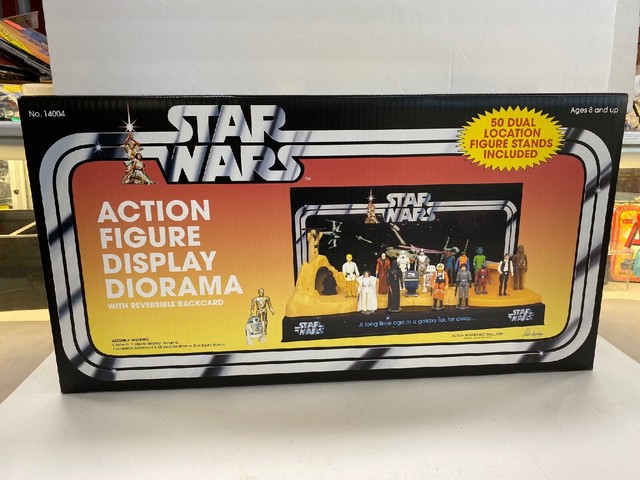 No. 14004
Ages 8 and up
STAR
WARS
TM
50 DUAL
LOCATION
FIGURE STANDS
INCLUDED
ACTION
FIGURE
DISPLAY
DIORAMA
WITH REVERSIBLE BACKCARD
STAR
WARS
STAR
WARS
A long time ago in a galaxy far, far away...
STAR
WARS